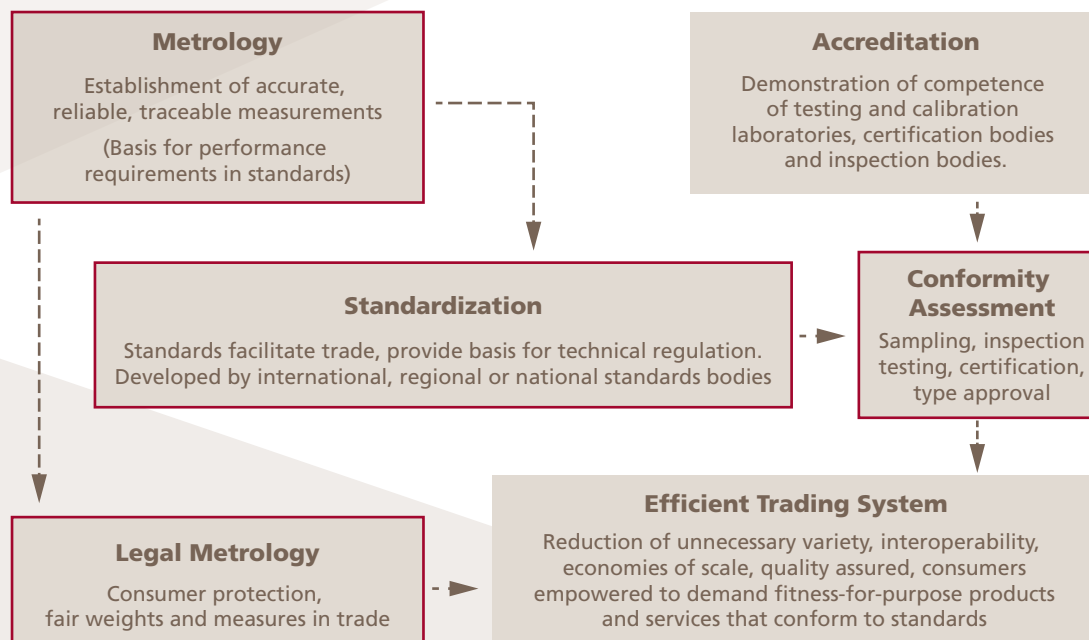 Metrology
Establishment of accurate,
reliable, traceable measurements
(Basis for performance
requirements in standards)
Accreditation
Demonstration of competence
of testing and calibration
laboratories, certification bodies
and inspection bodies.
Standardization
Standards facilitate trade, provide basis for technical regulation.
Developed by international, regional or national standards bodies
Conformity
Assessment
Sampling, inspection
testing, certification,
type approval
Legal Metrology
Consumer protection,
fair weights and measures in trade
Efficient Trading System
Reduction of unnecessary variety, interoperability,
economies of scale, quality assured, consumers
empowered to demand fitness-for-purpose products
and services that conform to standards